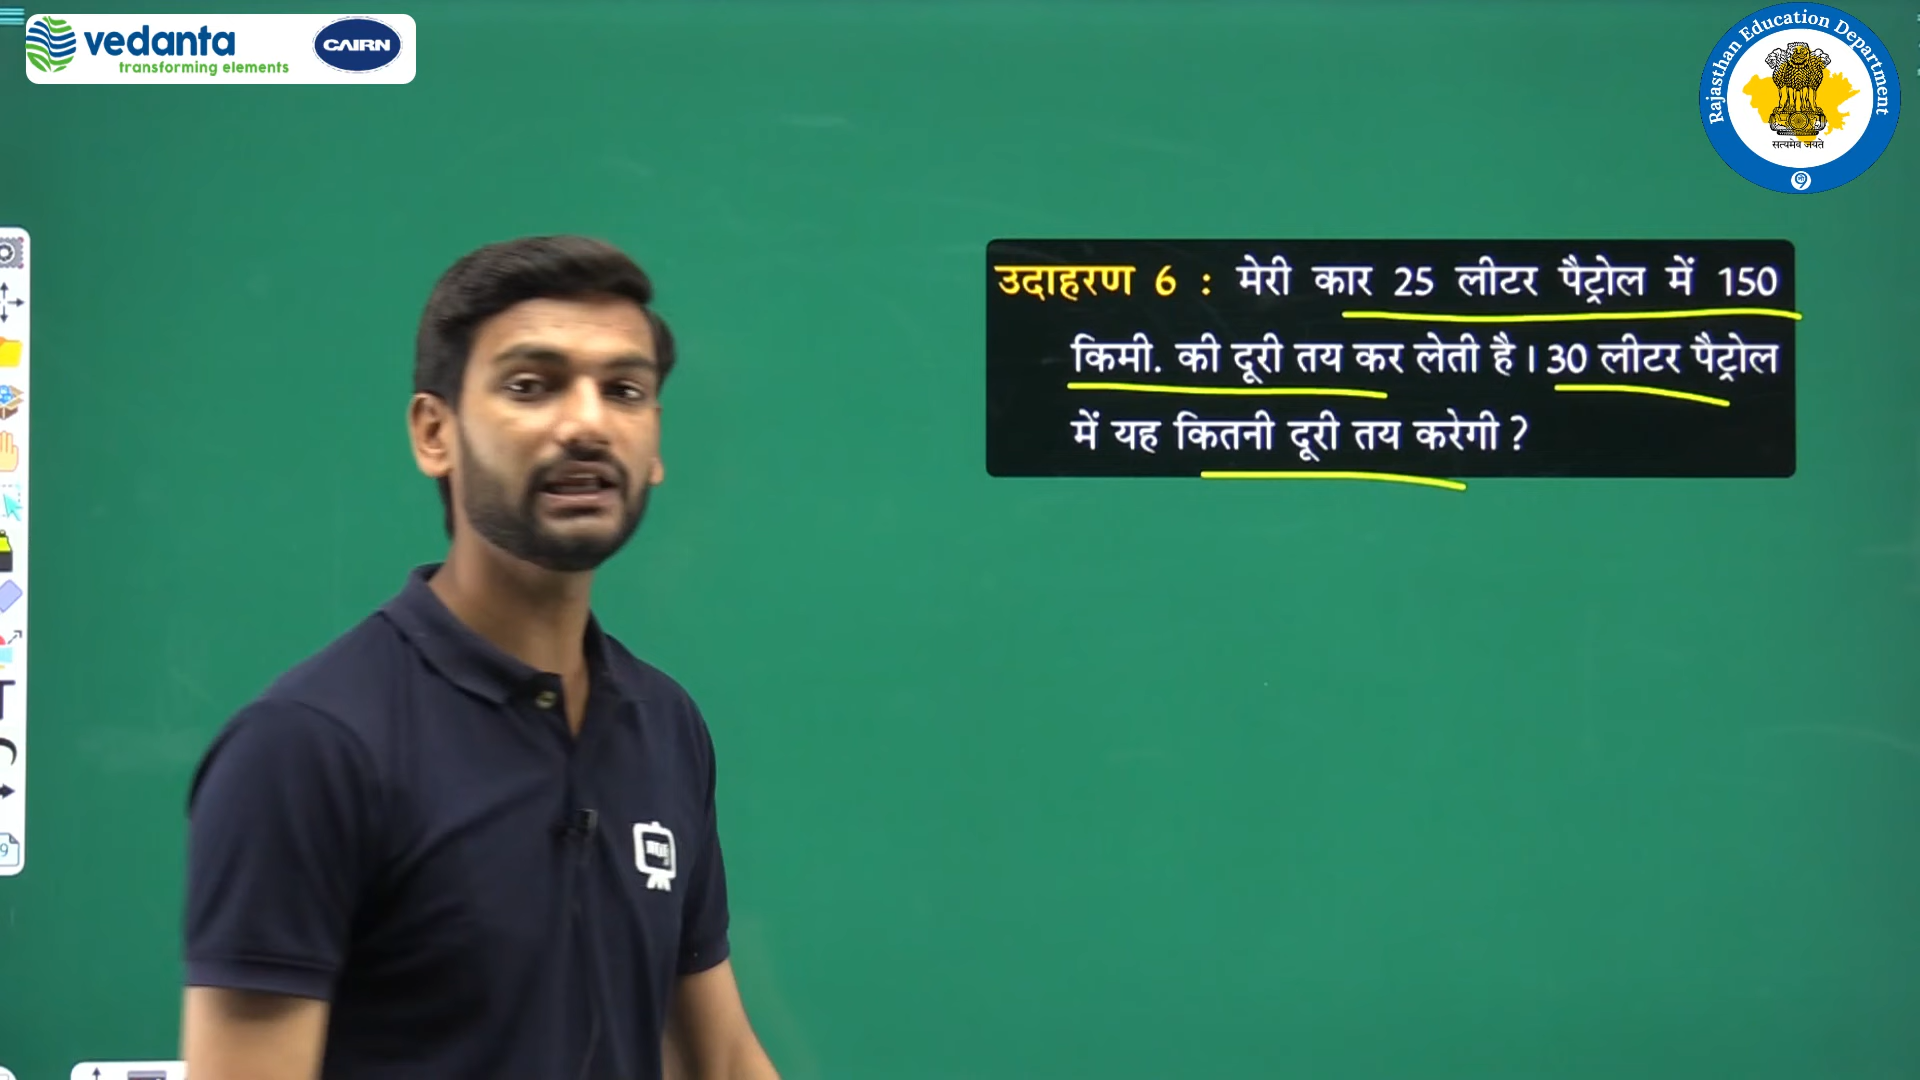 vedanta
transforming elements
CAIRN
Rajasthan Education Department
सत्यमेव जयते
उदाहरण 6 : मेरी कार 25 लीटर पैट्रोल में 150
किमी. की दूरी तय कर लेती है। 30 लीटर पैट्रोल
में यह कितनी दूरी तय करेगी ?